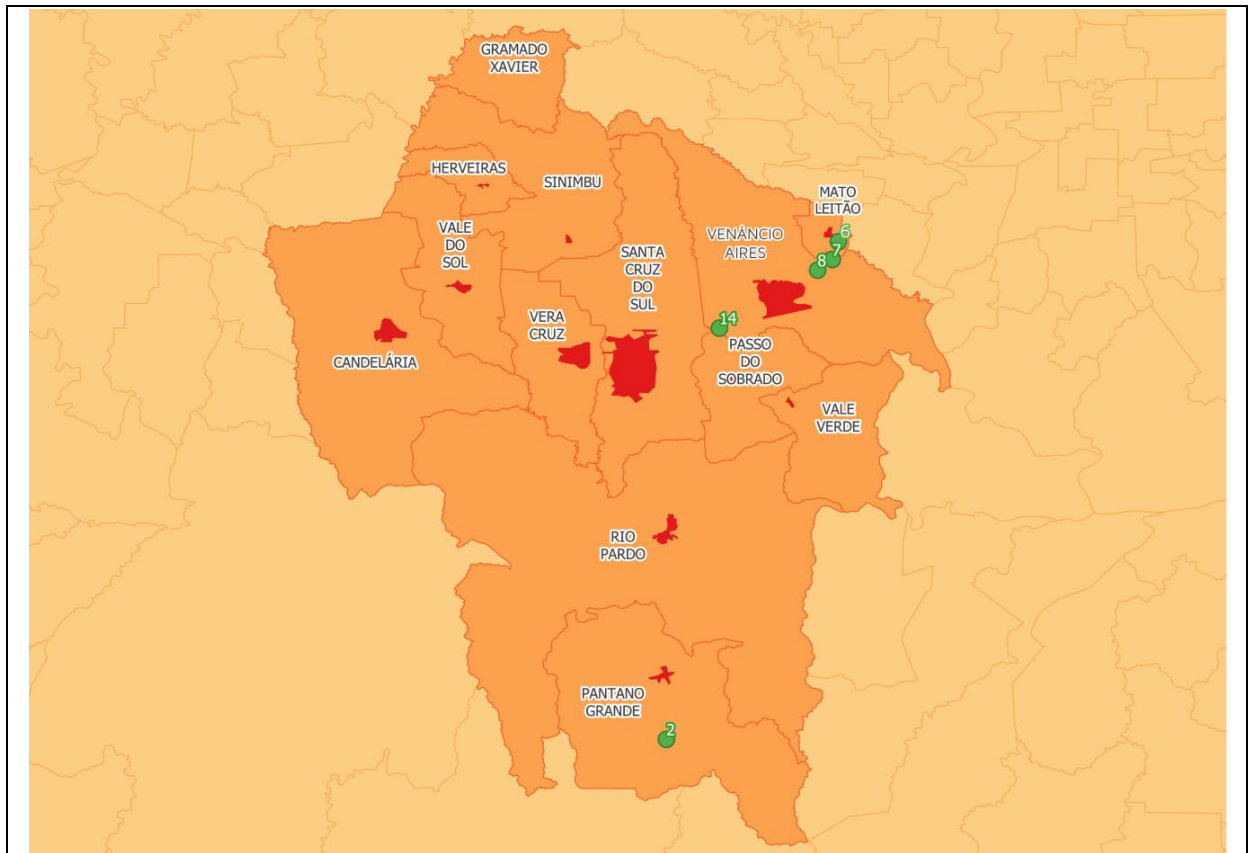 GRAMADO
XAVIER
HERVEIRAS
SINIMBU
MATO
LEITÃO
VALE
DO
SOL
VENÂNCIO
AIRES
6
7
8
SANTA
CRUZ
DO
SUL
VERA
CRUZ
14
PASSO
DO
SOBRADO
CANDELÁRIA
VALE
VERDE
RIO
PARDO
PANTANO
GRANDE
2